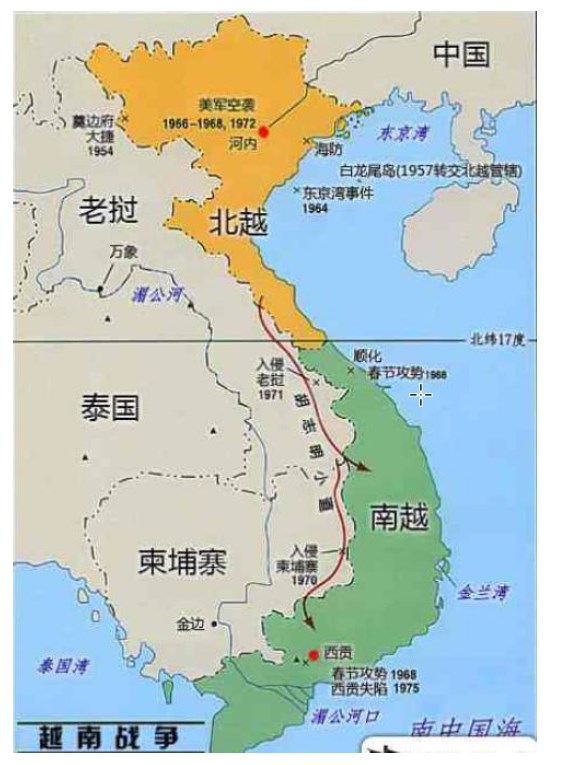 中国
美军空袭
1966-1968, 1972
河内
奠边府
大捷
1954
海防
东京湾
白龙尾岛(1957转交北越管辖)
东京湾事件
1964
老挝
北越
万象
湄公河
北纬17度
顺化
春节攻势1968
入侵
老挝
1971
泰国
胡志明小道
南越
入侵
柬埔寨
1970
柬埔寨
金兰湾
金边
西贡
春节攻势 1968
西贡失陷 1975
泰国湾
湄公河口
南中国海
越南战争